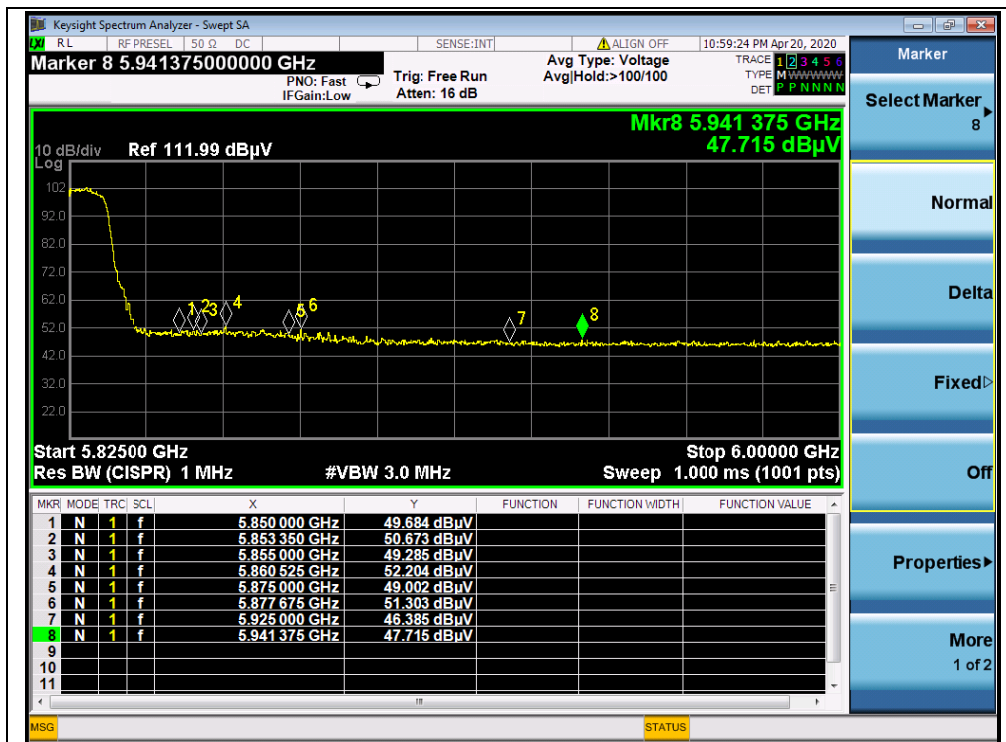 Keysight Spectrum Analyzer - Swept SA
LXI RL RF PRESEL 50 Ω DC SENSE:INT ALIGN OFF 10:59:24 PM Apr 20, 2020
Marker 8 5.941375000000 GHz
PNO: Fast
IFGain:Low
Trig: Free Run
Atten: 16 dB
Avg Type: Voltage
Avg|Hold:>100/100
TRACE 1 2 3 4 5 6
TYPE M W W W W W
DET P P N N N N
Mkr8 5.941 375 GHz
47.715 dBµV
10 dB/div Ref 111.99 dBµV
Log
102
92.0
82.0
72.0
62.0
52.0
42.0
32.0
22.0
1 2 3 4 5 6 7 8
Start 5.82500 GHz Stop 6.00000 GHz
Res BW (CISPR) 1 MHz #VBW 3.0 MHz Sweep 1.000 ms (1001 pts)
MKR MODE TRC SCL X Y FUNCTION FUNCTION WIDTH FUNCTION VALUE
1 N 1 f 5.850 000 GHz 49.684 dBµV
2 N 1 f 5.853 350 GHz 50.673 dBµV
3 N 1 f 5.855 000 GHz 49.285 dBµV
4 N 1 f 5.860 525 GHz 52.204 dBµV
5 N 1 f 5.875 000 GHz 49.002 dBµV
6 N 1 f 5.877 675 GHz 51.303 dBµV
7 N 1 f 5.925 000 GHz 46.385 dBµV
8 N 1 f 5.941 375 GHz 47.715 dBµV
9
10
11
MSG STATUS
Marker
Select Marker
8
Normal
Delta
Fixed
Off
Properties
More
1 of 2